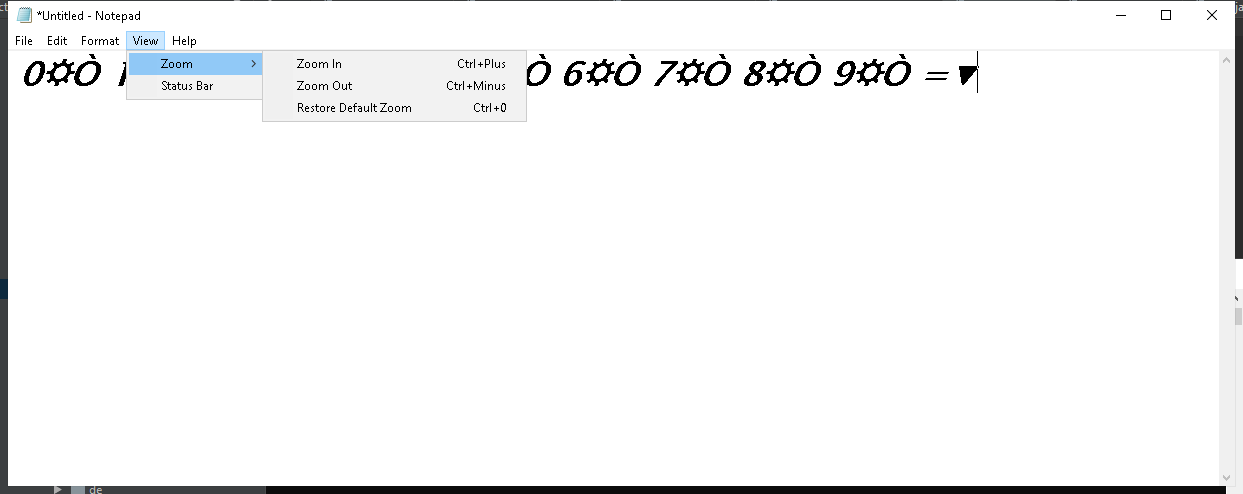 *Untitled - Notepad
File Edit Format View Help
0☼Ò 1
Ò 6☼Ò 7☼Ò 8☼Ò 9☼Ò =▼
Zoom
Status Bar
Zoom In Ctrl+Plus
Zoom Out Ctrl+Minus
Restore Default Zoom Ctrl+0
de